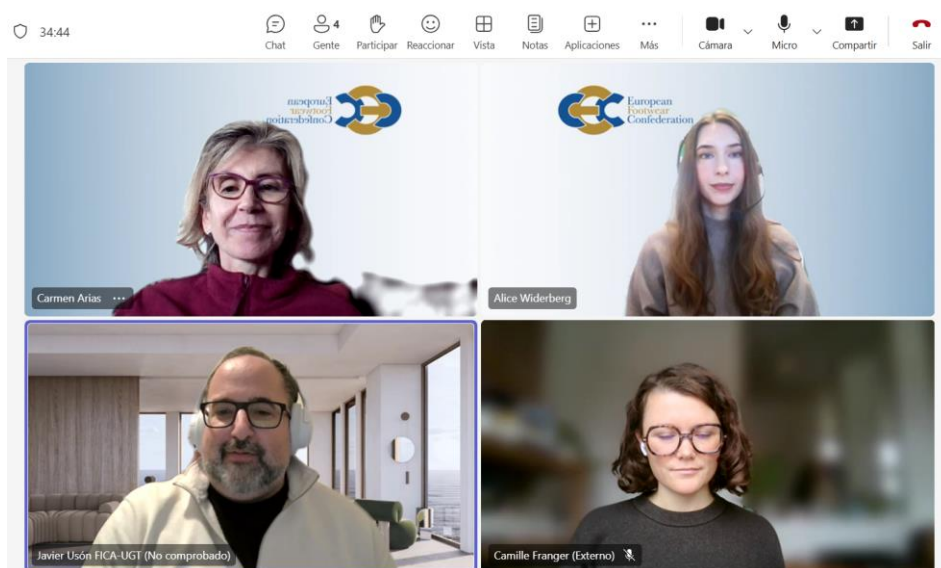 34:44
4
Chat
Gente
Participar
Reaccionar
Vista
Notas
Aplicaciones
Más
Cámara
Micro
Compartir
Salir
European
Footwear
Confederation
European
Footwear
Confederation
Carmen Arias
Alice Widerberg
Javier Usón FICA-UGT (No comprobado)
Camille Franger (Externo)